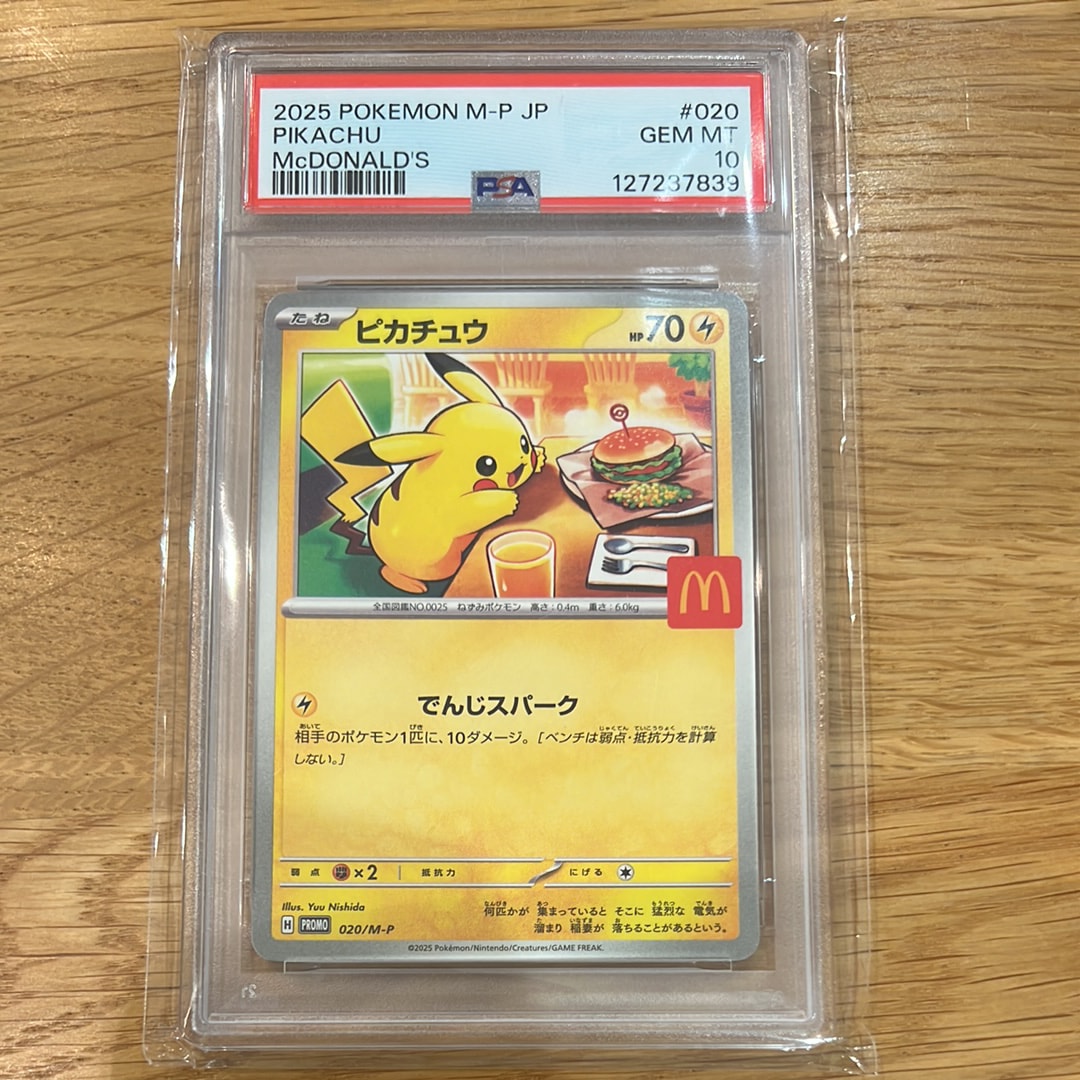 2025 POKEMON M-P JP #020
PIKACHU GEM MT
McDONALD'S 10
PSA 127237839
たね ピカチュウ HP 70
全国図鑑NO.0025 ねずみポケモン 高さ:0.4m 重さ:6.0kg
でんじスパーク
相手のポケモン1匹に、10ダメージ。[ベンチは弱点・抵抗力を計算
しない。]
弱点 ×2 抵抗力 にげる
Illus. Yuu Nishida
何匹かが 集まっていると そこに 猛烈な 電気が
溜まり 稲妻が 落ちることがあるという。
H PROMO 020/M-P
©2025 Pokémon/Nintendo/Creatures/GAME FREAK.